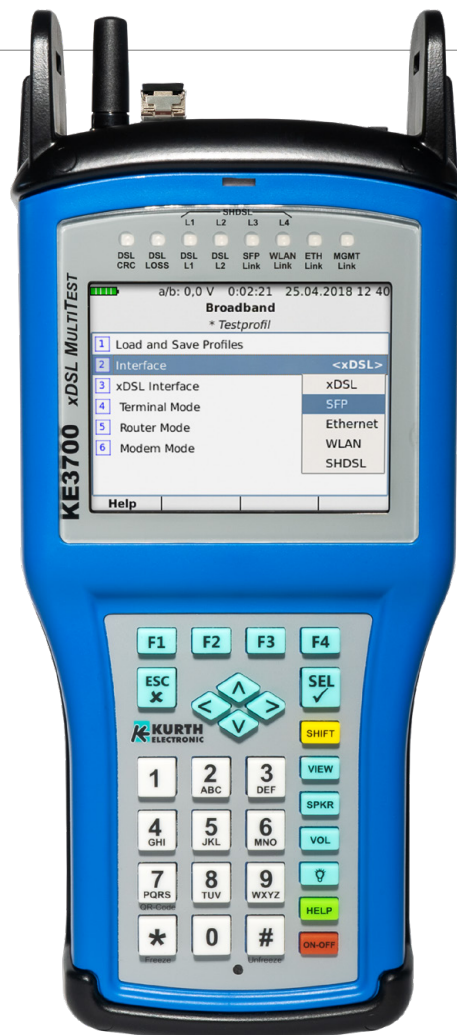 SHDSL
L1 L2 L3 L4
DSL CRC
DSL LOSS
DSL L1
DSL L2
SFP Link
WLAN Link
ETH Link
MGMT Link
KE3700 xDSL MULTITEST
a/b: 0,0 V 0:02:21 25.04.2018 12 40
Broadband
* Testprofil
1 Load and Save Profiles
2 Interface <xDSL>
3 xDSL Interface
4 Terminal Mode
5 Router Mode
6 Modem Mode
xDSL
SFP
Ethernet
WLAN
SHDSL
Help
F1 F2 F3 F4
ESC
SEL
KE KURTH
ELECTRONIC
SHIFT
VIEW
SPKR
VOL
HELP
ON-OFF
1
2 ABC
3 DEF
4 GHI
5 JKL
6 MNO
7 PQRS
8 TUV
9 WXYZ
QR-Code
* 0 #
Freeze Unfreeze